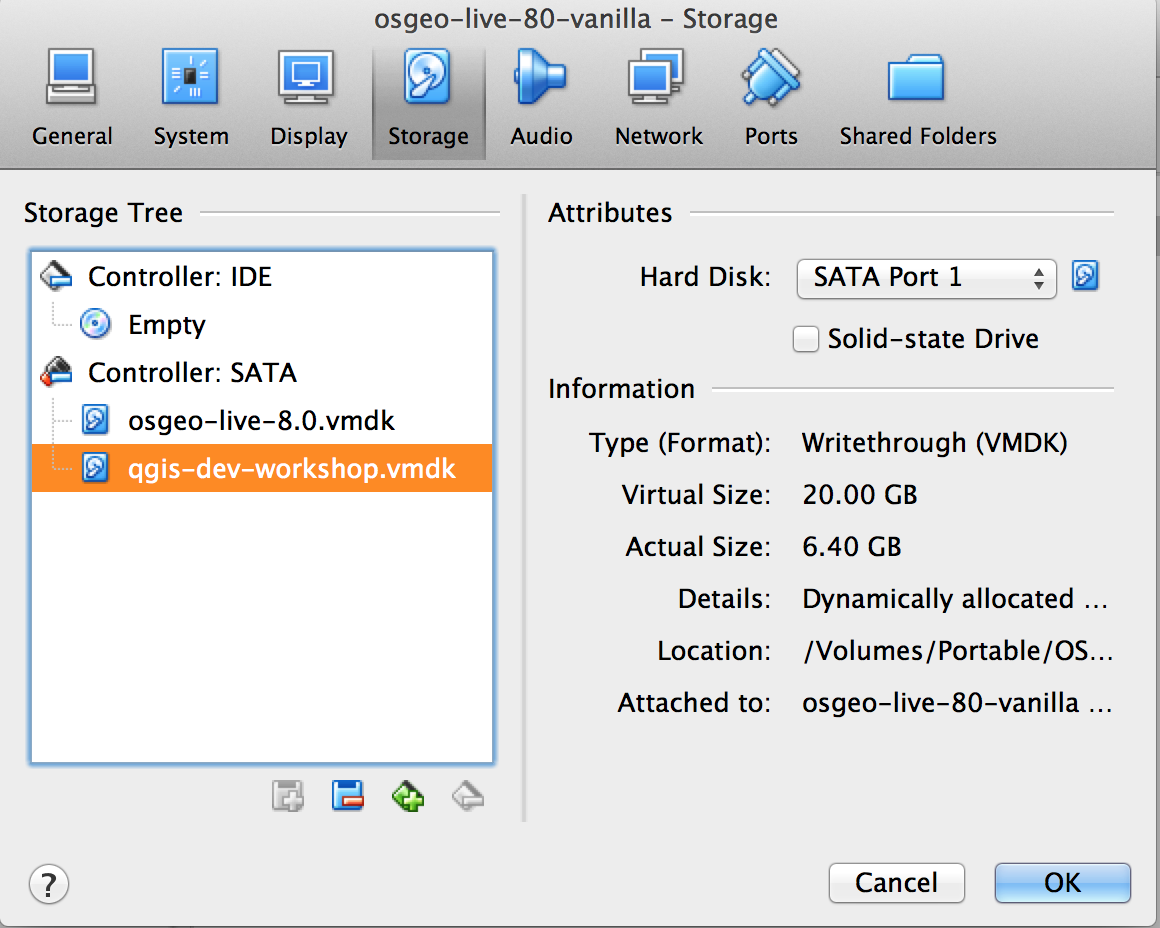 osgeo-live-80-vanilla – Storage
General System Display Storage Audio Network Ports Shared Folders
Storage Tree
Controller: IDE
Empty
Controller: SATA
osgeo-live-8.0.vmdk
qgis-dev-workshop.vmdk
Attributes
Hard Disk: SATA Port 1
Solid-state Drive
Information
Type (Format): Writethrough (VMDK)
Virtual Size: 20.00 GB
Actual Size: 6.40 GB
Details: Dynamically allocated ...
Location: /Volumes/Portable/OS...
Attached to: osgeo-live-80-vanilla ...
?
Cancel OK